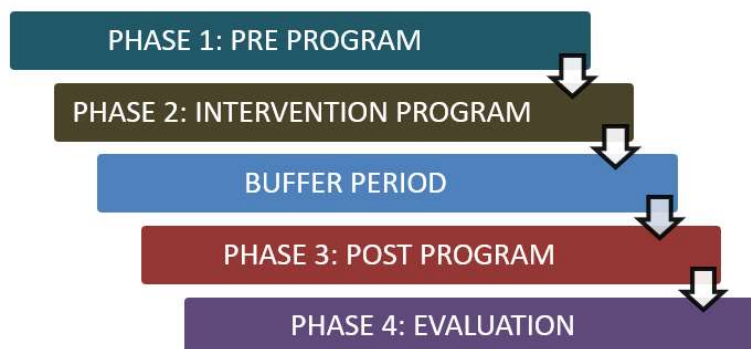 PHASE 1: PRE PROGRAM
PHASE 2: INTERVENTION PROGRAM
BUFFER PERIOD
PHASE 3: POST PROGRAM
PHASE 4: EVALUATION